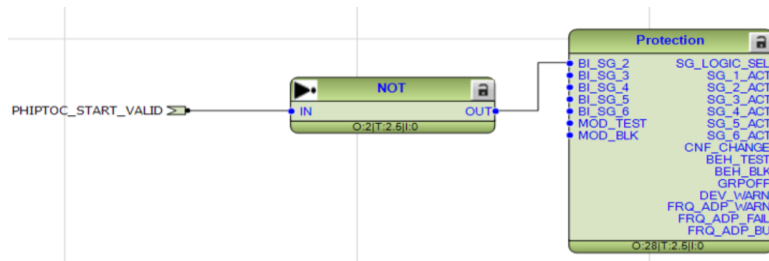 Protection
BI_SG_2 SG_LOGIC_SEL
BI_SG_3 SG_1_ACT
BI_SG_4 SG_2_ACT
BI_SG_5 SG_3_ACT
BI_SG_6 SG_4_ACT
MOD_TEST SG_5_ACT
MOD_BLK SG_6_ACT
CNF_CHANGE
BEH_TEST
BEH_BLK
GRPOFF
DEV_WARN
FRQ_ADP_WARN
FRQ_ADP_FAIL
FRQ_ADP_BU
O:28|T:2.5|I:0
NOT
IN OUT
O:2|T:2.5|I:0
PHIPTOC_START_VALID